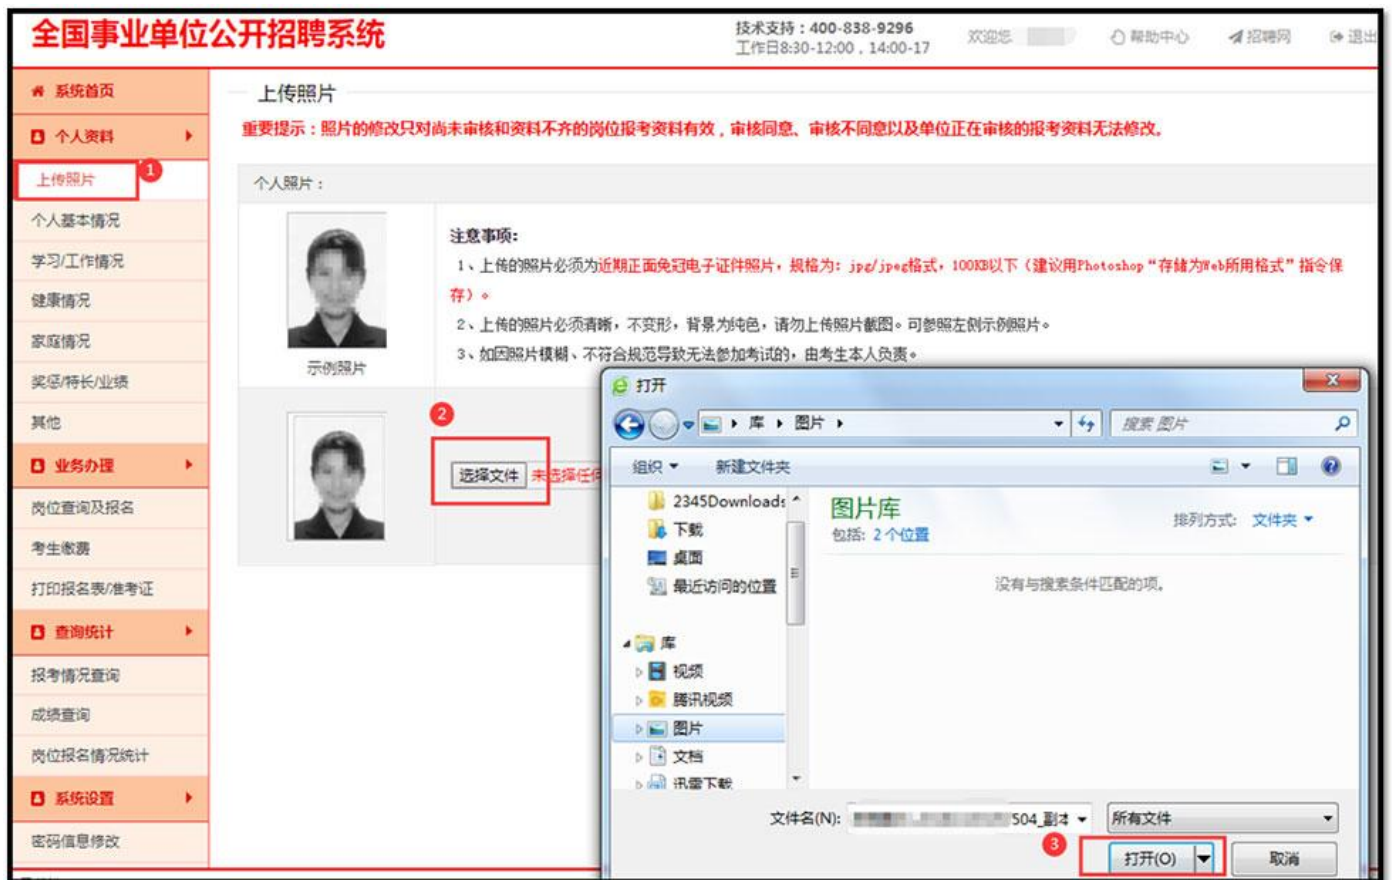 全国事业单位公开招聘系统
技术支持：400-838-9296
工作日8:30-12:00，14:00-17
欢迎您
帮助中心
招聘网
退出
系统首页
个人资料
上传照片
1
个人基本情况
学习/工作情况
健康情况
家庭情况
奖惩/特长/业绩
其他
业务办理
岗位查询及报名
考生缴费
打印报名表/准考证
查询统计
报考情况查询
成绩查询
岗位报名情况统计
系统设置
密码信息修改
上传照片
重要提示：照片的修改只对尚未审核和资料不齐的岗位报考资料有效，审核同意、审核不同意以及单位正在审核的报考资料无法修改。
个人照片：
示例照片
注意事项:
1、上传的照片必须为近期正面免冠电子证件照片，规格为: jpg/jpeg格式，100KB以下（建议用Photoshop“存储为Web所用格式”指令保
存）。
2、上传的照片必须清晰，不变形，背景为纯色，请勿上传照片截图。可参照左侧示例照片。
3、如因照片模糊、不符合规范导致无法参加考试的，由考生本人负责。
2
选择文件 未选择任何
打开
库 图片
搜索 图片
组织 新建文件夹
2345Downloads
下载
桌面
最近访问的位置
库
视频
腾讯视频
图片
文档
迅雷下载
图片库
包括: 2 个位置
排列方式: 文件夹
没有与搜索条件匹配的项。
文件名(N): 504_副本
所有文件
3
打开(O) 取消